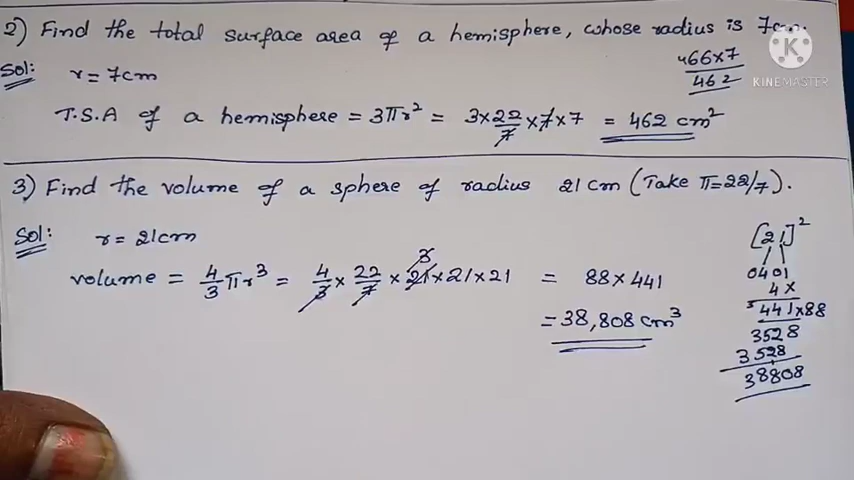 2) Find the total surface area of a hemisphere, whose radius is 7cm.
Sol: r = 7cm
66×7
462
KINEMASTER
T.S.A of a hemisphere = 3πr² = 3×22/7×7×7 = 462 cm²
3) Find the volume of a sphere of radius 21 cm (Take π=22/7).
Sol: r = 21cm
[21]²
0401
4×
441×88
3528
3528
38808
volume = 4/3 πr³ = 4/3 × 22/7 × 21×21×21 = 88×441
= 38,808 cm³